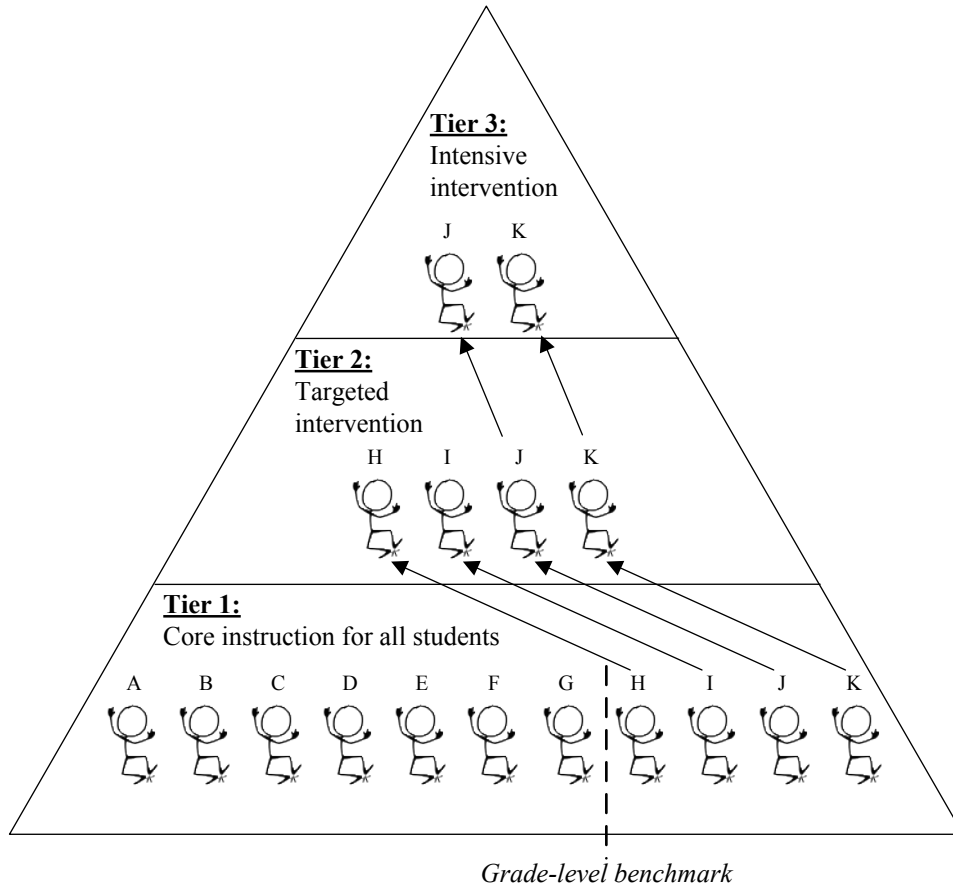 Tier 3:
Intensive
intervention
J K
Tier 2:
Targeted
intervention
H I J K
Tier 1:
Core instruction for all students
A B C D E F G H I J K
Grade-level benchmark